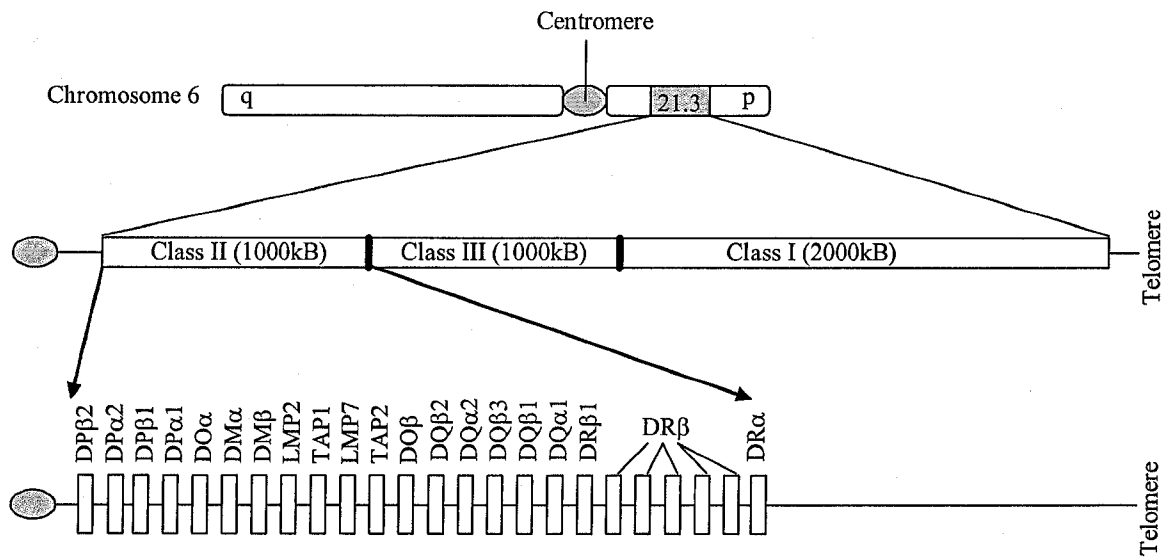 Centromere
Chromosome 6
q
21.3
p
Class II (1000kB)
Class III (1000kB)
Class I (2000kB)
Telomere
DPβ2
DPα2
DPβ1
DPα1
DOα
DMα
DMβ
LMP2
TAP1
LMP7
TAP2
DOβ
DQβ2
DQα2
DQβ3
DQβ1
DQα1
DRβ1
DRβ
DRα
Telomere